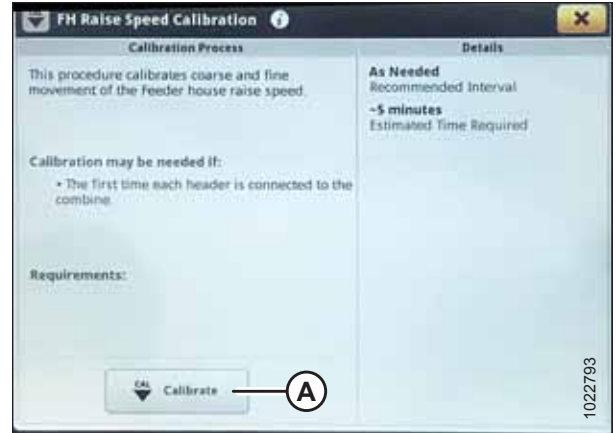 FH Raise Speed Calibration i
Calibration Process
Details
This procedure calibrates coarse and fine
movement of the Feeder house raise speed.
Calibration may be needed if:
• The first time each header is connected to the
combine.
Requirements:
CAL Calibrate
As Needed
Recommended Interval
~5 minutes
Estimated Time Required
A
1022793